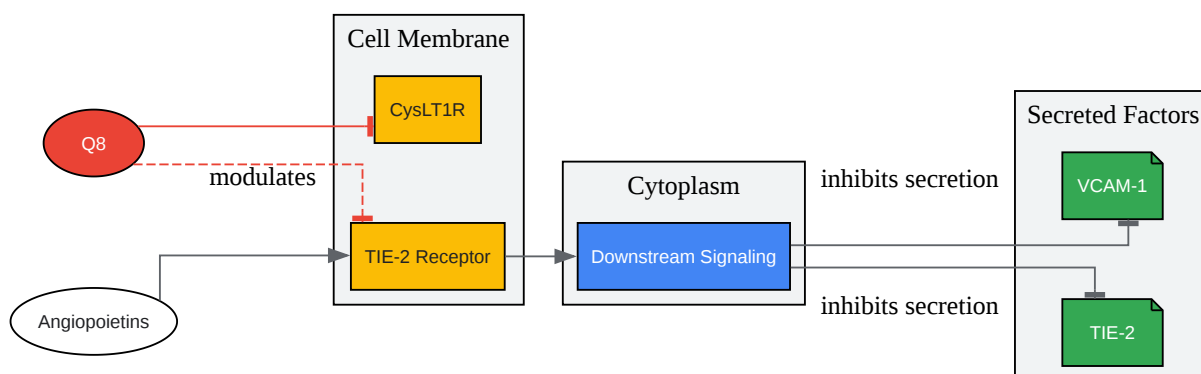 Cell Membrane
CysLT1R
Q8
modulates
TIE-2 Receptor
Angiopoietins
Cytoplasm
Downstream Signaling
inhibits secretion
inhibits secretion
Secreted Factors
VCAM-1
TIE-2